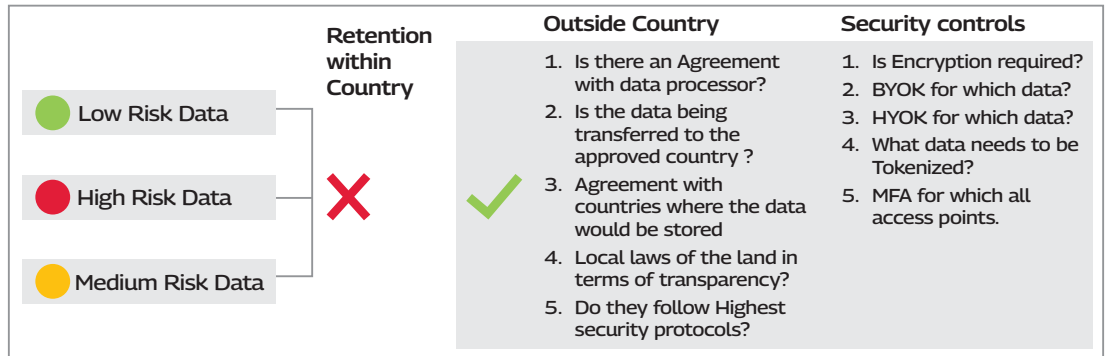 Low Risk Data
High Risk Data
Medium Risk Data
Retention
within
Country
Outside Country
1. Is there an Agreement
with data processor?
2. Is the data being
transferred to the
approved country ?
3. Agreement with
countries where the data
would be stored
4. Local laws of the land in
terms of transparency?
5. Do they follow Highest
security protocols?
Security controls
1. Is Encryption required?
2. BYOK for which data?
3. HYOK for which data?
4. What data needs to be
Tokenized?
5. MFA for which all
access points.